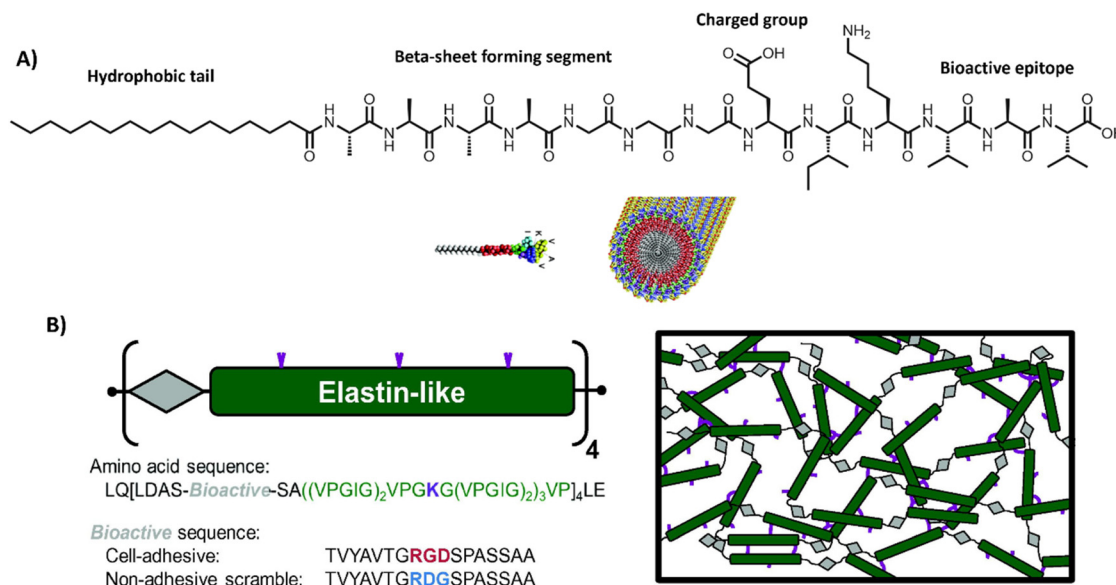 A)
Hydrophobic tail
Beta-sheet forming segment
Charged group
Bioactive epitope
O
OH
NH2
I K V A V
B)
Elastin-like
4
Amino acid sequence:
LQ[LDAS-Bioactive-SA((VPGIG)2VPGKG(VPGIG)2)3VP]4LE
Bioactive sequence:
Cell-adhesive: TVYAVTGRGDSPASSAA
Non-adhesive scramble: TVYAVTGRDGSPASSAA